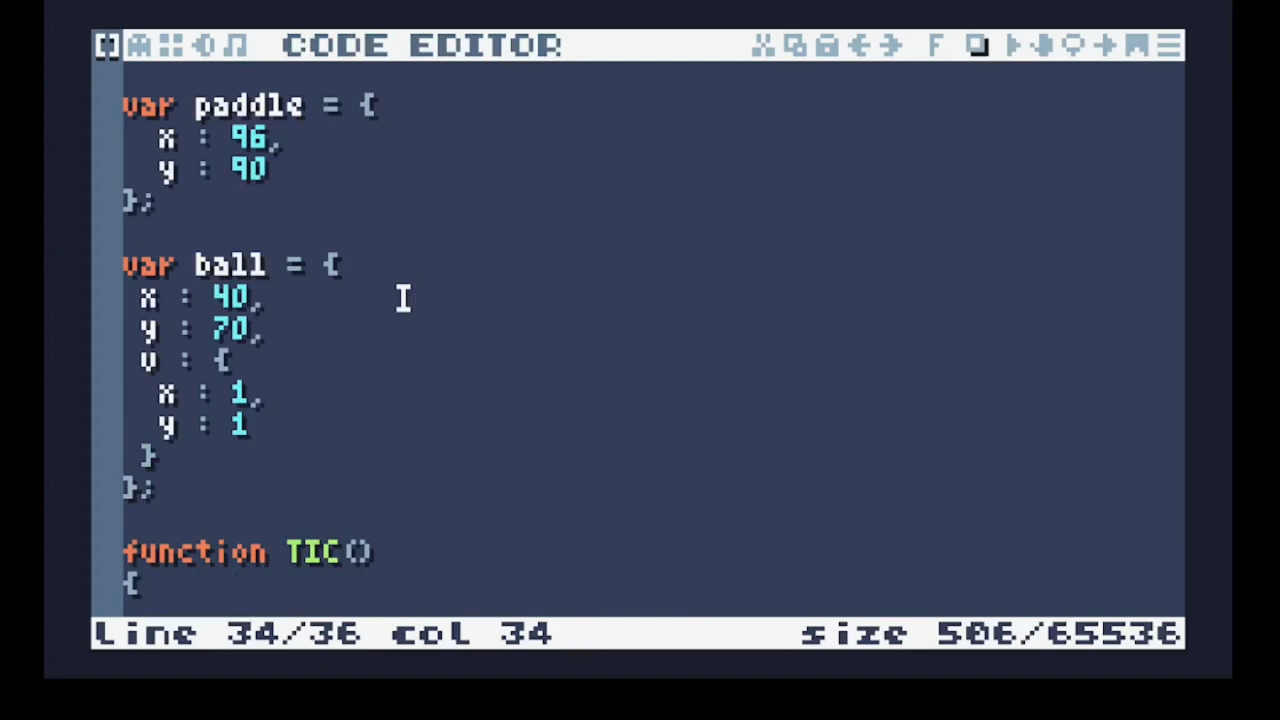 CODE EDITOR F
var paddle = {
x : 96,
y : 90
};
var ball = {
x : 40,
y : 70,
v : {
x : 1,
y : 1
}
};
function TIC()
{
line 34/36 col 34 size 506/65536